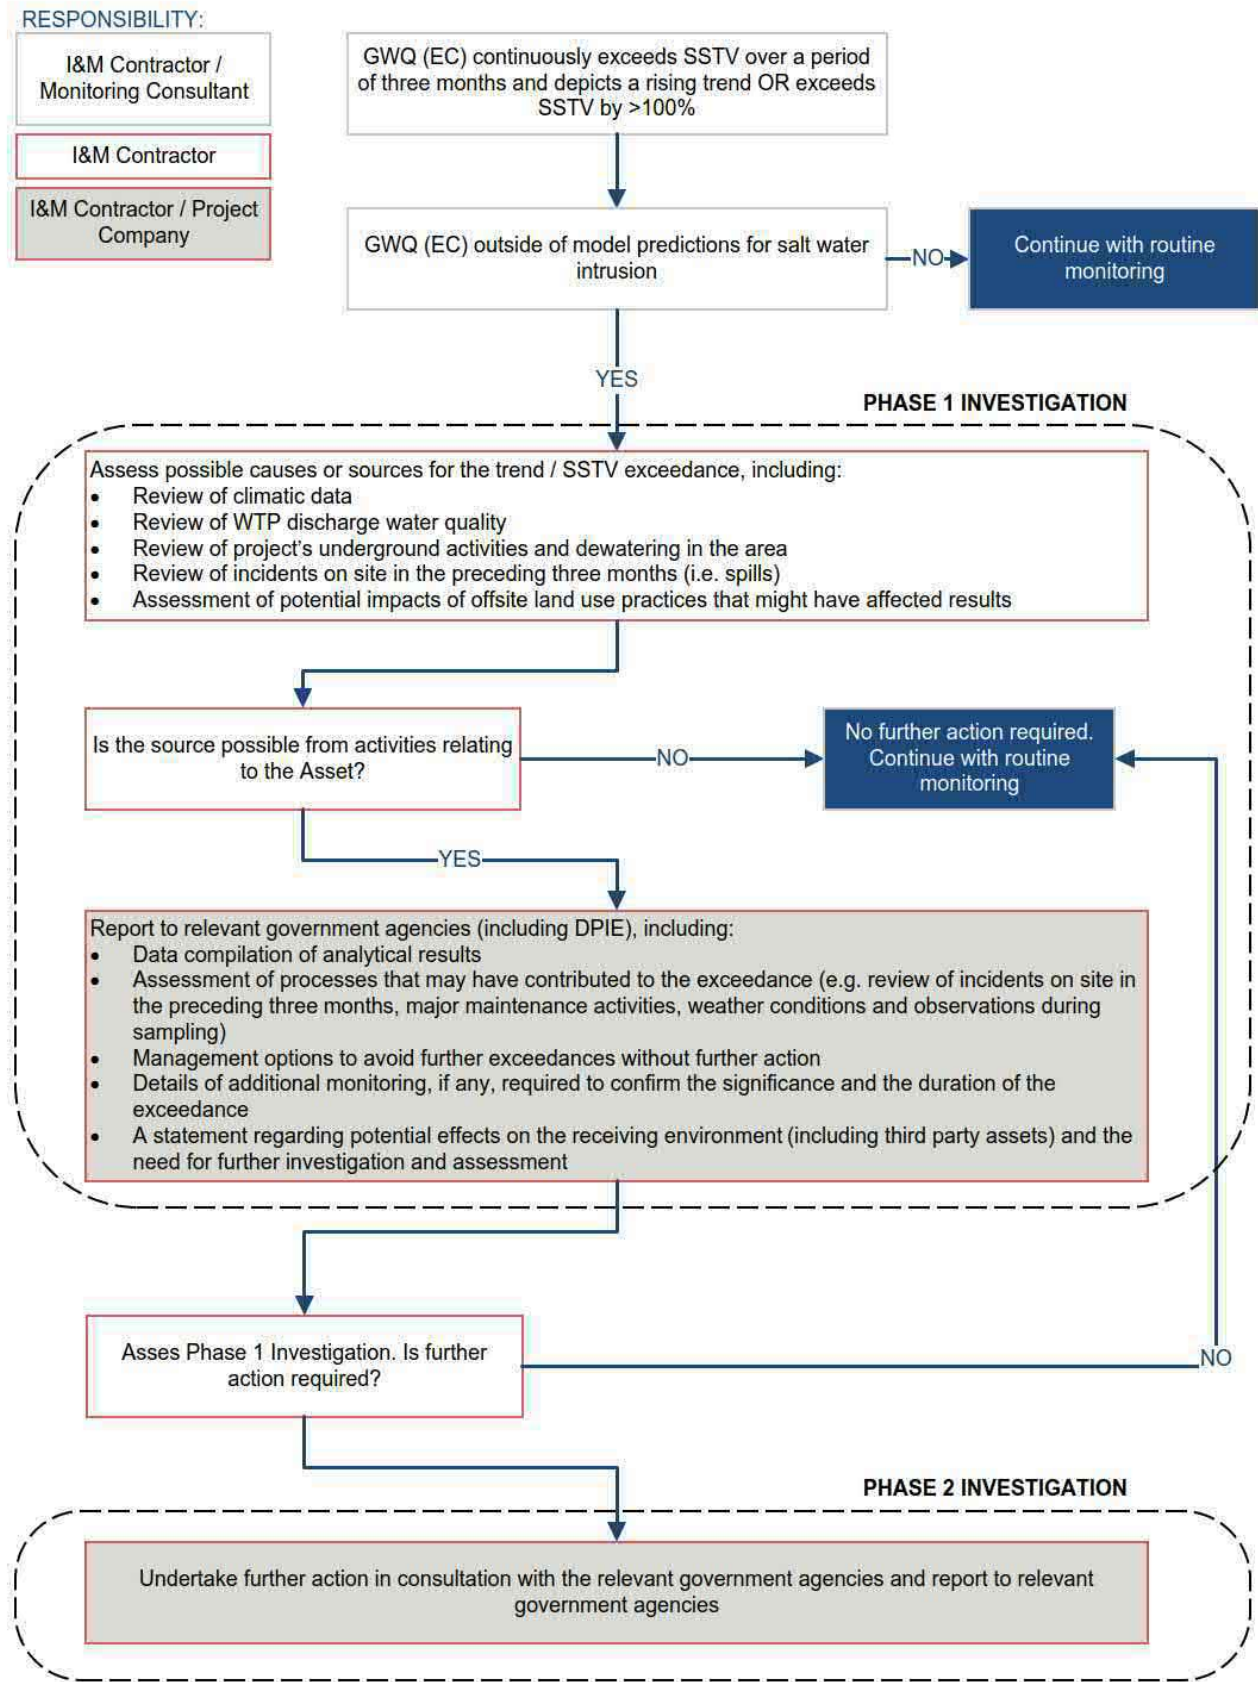 RESPONSIBILITY:
I&M Contractor /
Monitoring Consultant
I&M Contractor
I&M Contractor / Project
Company
GWQ (EC) continuously exceeds SSTV over a period
of three months and depicts a rising trend OR exceeds
SSTV by >100%
GWQ (EC) outside of model predictions for salt water
intrusion
NO
Continue with routine
monitoring
YES
PHASE 1 INVESTIGATION
Assess possible causes or sources for the trend / SSTV exceedance, including:
• Review of climatic data
• Review of WTP discharge water quality
• Review of project's underground activities and dewatering in the area
• Review of incidents on site in the preceding three months (i.e. spills)
• Assessment of potential impacts of offsite land use practices that might have affected results
Is the source possible from activities relating
to the Asset?
NO
No further action required.
Continue with routine
monitoring
YES
Report to relevant government agencies (including DPIE), including:
• Data compilation of analytical results
• Assessment of processes that may have contributed to the exceedance (e.g. review of incidents on site in
the preceding three months, major maintenance activities, weather conditions and observations during
sampling)
• Management options to avoid further exceedances without further action
• Details of additional monitoring, if any, required to confirm the significance and the duration of the
exceedance
• A statement regarding potential effects on the receiving environment (including third party assets) and the
need for further investigation and assessment
Asses Phase 1 Investigation. Is further
action required?
NO
PHASE 2 INVESTIGATION
Undertake further action in consultation with the relevant government agencies and report to relevant
government agencies